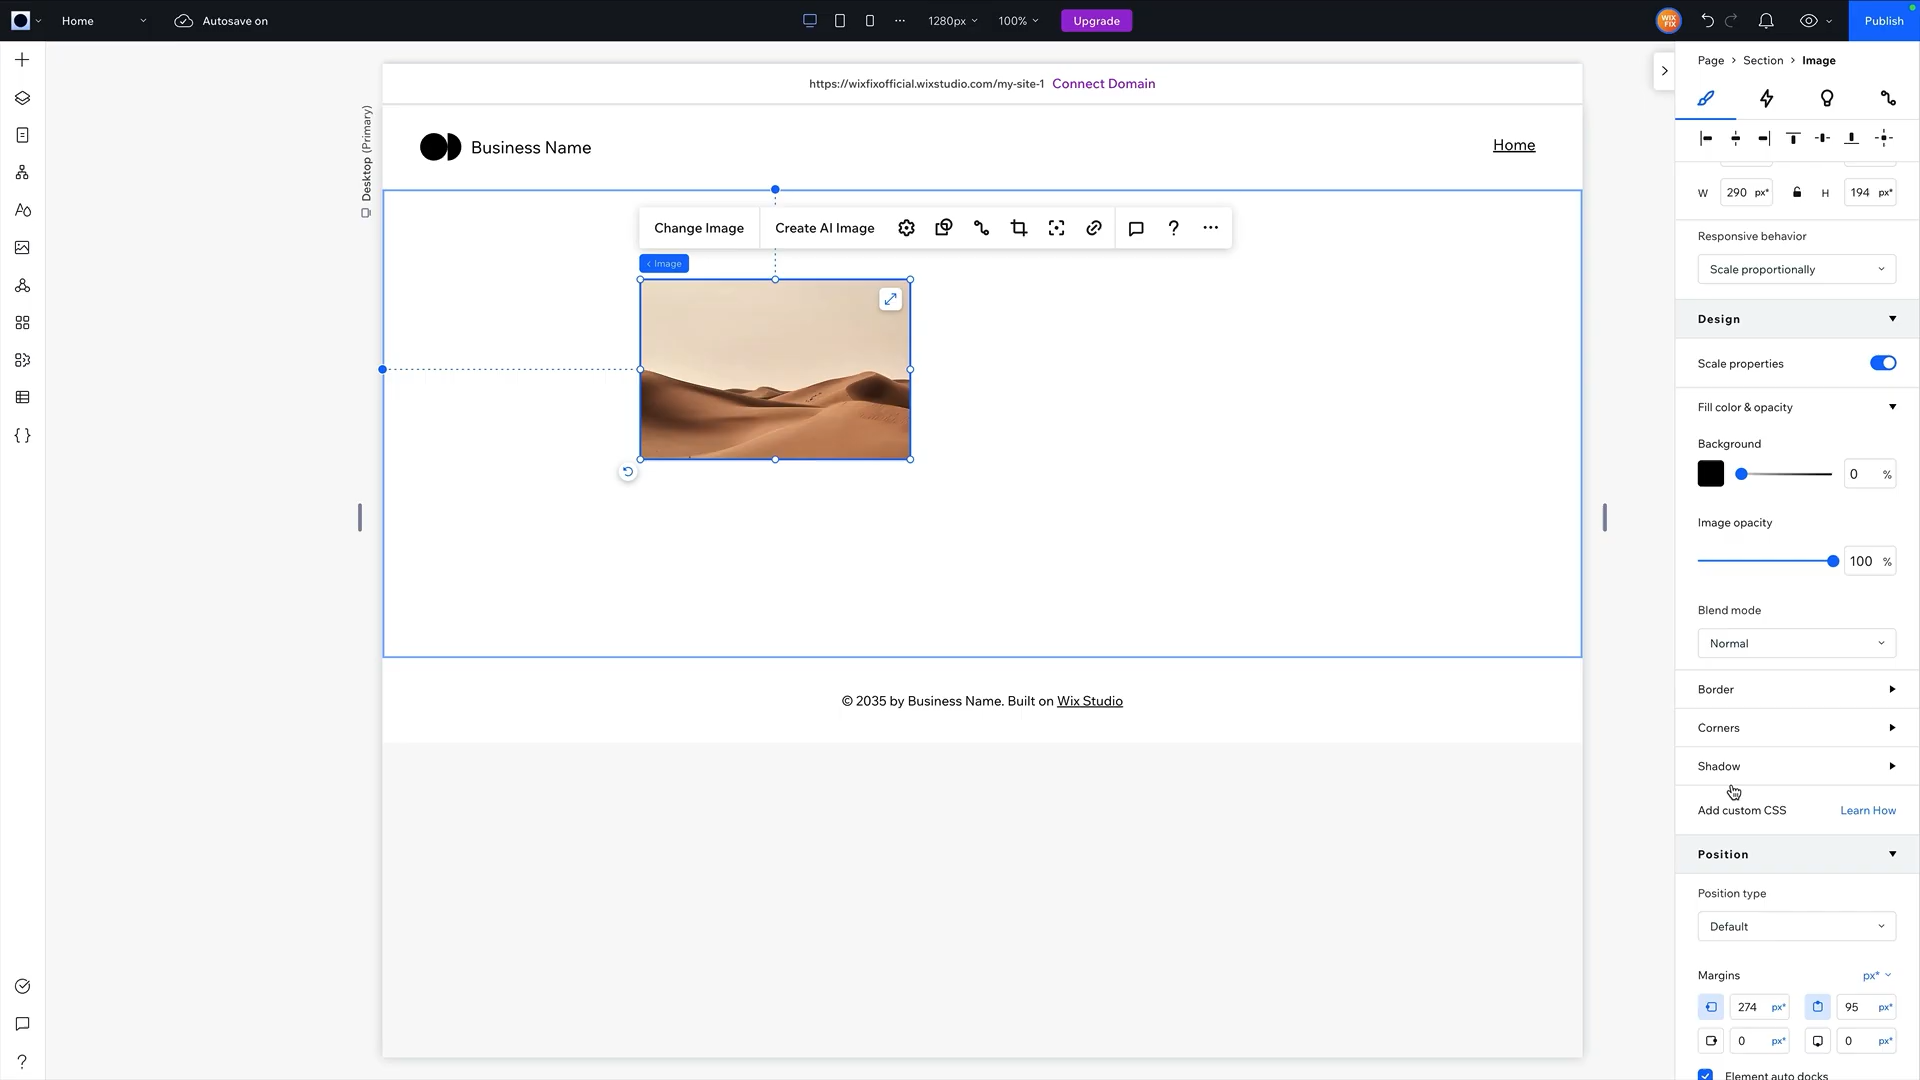 Home
Autosave on
1280px
100%
Upgrade
WIX
FIX
Publish
https://wixfixofficial.wixstudio.com/my-site-1 Connect Domain
Page > Section > Image
Desktop (Primary)
Business Name
Home
W 290 px* H 194 px*
Change Image
Create AI Image
?
Responsive behavior
< Image
Scale proportionally
Design
Scale properties
Fill color & opacity
Background
0 %
Image opacity
100 %
Blend mode
Normal
Border
© 2035 by Business Name. Built on Wix Studio
Corners
Shadow
Add custom CSS Learn How
Position
Position type
Default
Margins px*
274 px* 95 px*
0 px* 0 px*
?
Element auto docks